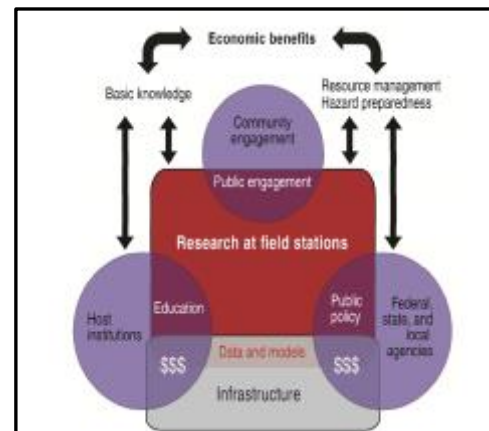 Economic benefits
Basic knowledge
Resource management
Hazard preparedness
Community
engagement
Public engagement
Research at field stations
Host
institutions
Education
Public
policy
Federal,
state, and
local
agencies
$$$
Data and models
$$$
Infrastructure